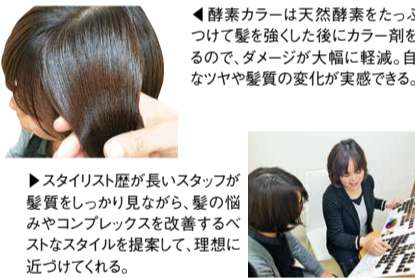 ◀酵素カラーは天然酵素をたっぷ
つけて髪を強くした後にカラー剤を
るので、ダメージが大幅に軽減。自
なツヤや髪質の変化が実感できる。
▶スタイリスト歴が長いスタッフが
髪質をしっかり見ながら、髪の悩
みやコンプレックスを改善するベ
ストなスタイルを提案して、理想に
近づけてくれる。